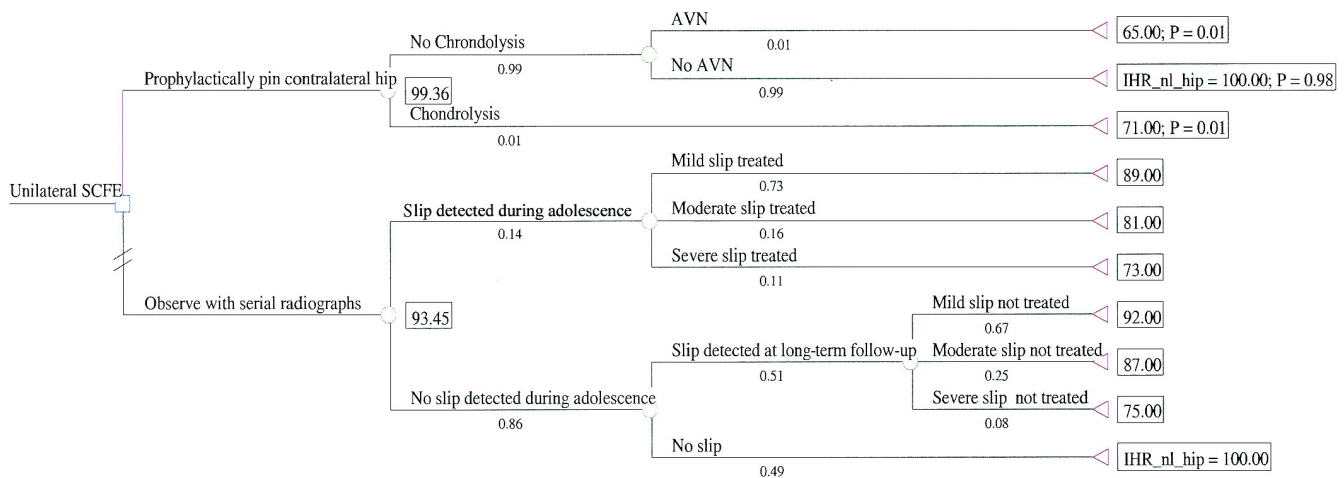 AVN
0.01
65.00; P = 0.01
No Chrondolysis
0.99
No AVN
0.99
IHR_nl_hip = 100.00; P = 0.98
Prophylactically pin contralateral hip
99.36
Chondrolysis
0.01
71.00; P = 0.01
Unilateral SCFE
Mild slip treated
0.73
89.00
Slip detected during adolescence
0.14
Moderate slip treated
0.16
81.00
Severe slip treated
0.11
73.00
Observe with serial radiographs
93.45
Mild slip not treated
0.67
92.00
Slip detected at long-term follow-up
0.51
Moderate slip not treated
0.25
87.00
No slip detected during adolescence
0.86
Severe slip not treated
0.08
75.00
No slip
0.49
IHR_nl_hip = 100.00